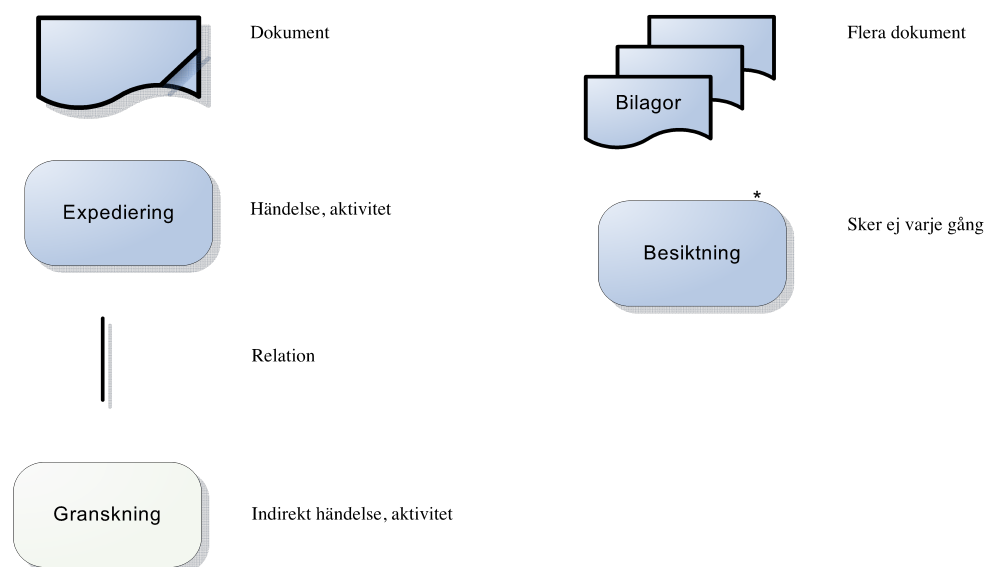 Dokument
Expediering
Händelse, aktivitet
Relation
Granskning
Indirekt händelse, aktivitet
Flera dokument
Bilagor
*
Besiktning
Sker ej varje gång